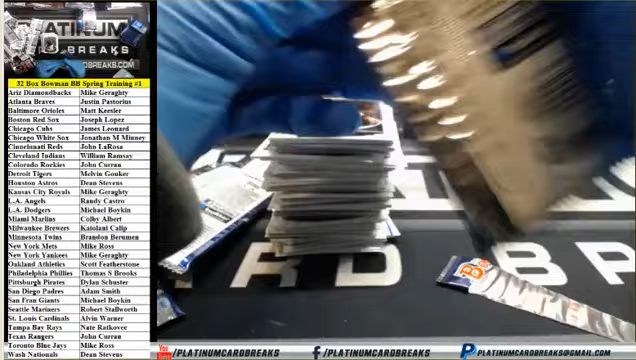 PLATINUM
BREAKS
32 Box Bowman BB Spring Training #1
Ariz Diamondbacks Mike Geraghty
Atlanta Braves Justin Pastorius
Baltimore Orioles Matt Keesler
Boston Red Sox Joseph Lopez
Chicago Cubs James Leonard
Chicago White Sox Jonathan M Minney
Cinncinnati Reds John LaRosa
Cleveland Indians William Ramsay
Colorado Rockies John Curran
Detroit Tigers Melvin Gouker
Houston Astros Dean Stevens
Kansas City Royals Mike Geraghty
L.A. Angels Randy Castro
L.A. Dodgers Michael Boykin
Miami Marlins Colby Albert
Milwaukee Brewers Kaiolani Calip
Minnesota Twins Brandon Berumen
New York Mets Mike Ross
New York Yankees Mike Geraghty
Oakland Athletics Scott Featherstone
Philadelphia Phillies Thomas S Brooks
Pittsburg Pirates Dylan Schuster
San Diego Padres Adam Smith
San Fran Giants Michael Boykin
Seattle Mariners Robert Stallworth
St. Louis Cardinals Alvin Warner
Tampa Bay Rays Nate Ratkovec
Texas Rangers John Curran
Toronto Blue Jays Mike Ross
Wash Nationals Dean Stevens
RD BR
/PLATINUMCARDBREAKS /PLATINUMCARDBREAKS @PLATINUMCARDBREAKS